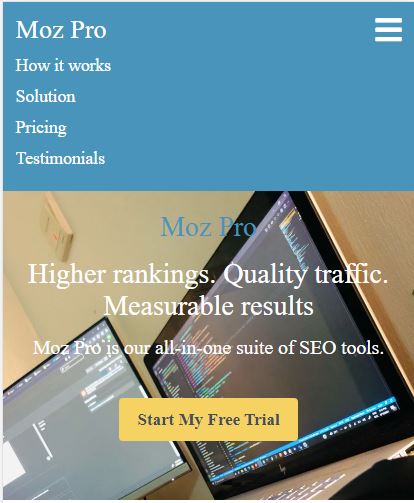 Moz Pro
How it works
Solution
Pricing
Testimonials
Moz Pro
Higher rankings. Quality traffic.
Measurable results
Moz Pro is our all-in-one suite of SEO tools.
Start My Free Trial